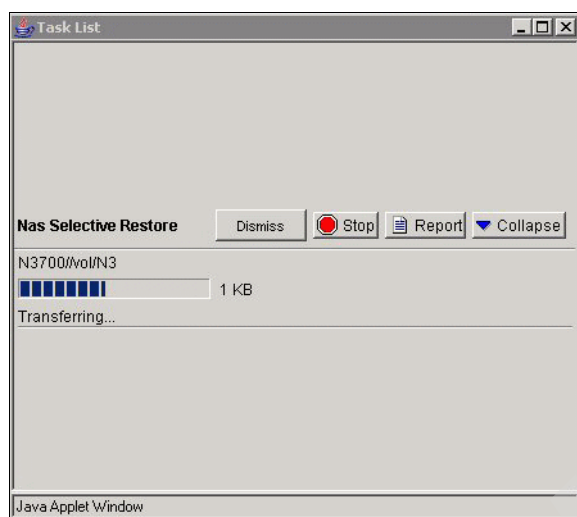 Task List
Nas Selective Restore Dismiss Stop Report Collapse
N3700//vol/N3
1 KB
Transferring...
Java Applet Window